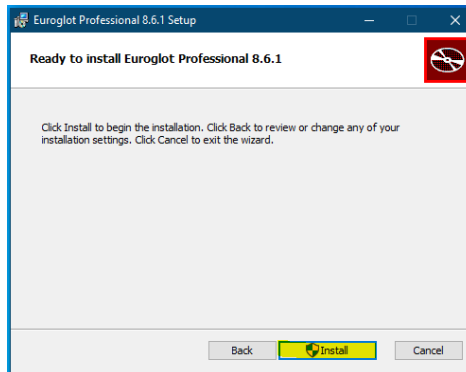 Euroglot Professional 8.6.1 Setup
Ready to install Euroglot Professional 8.6.1
Click Install to begin the installation. Click Back to review or change any of your
installation settings. Click Cancel to exit the wizard.
Back
Install
Cancel